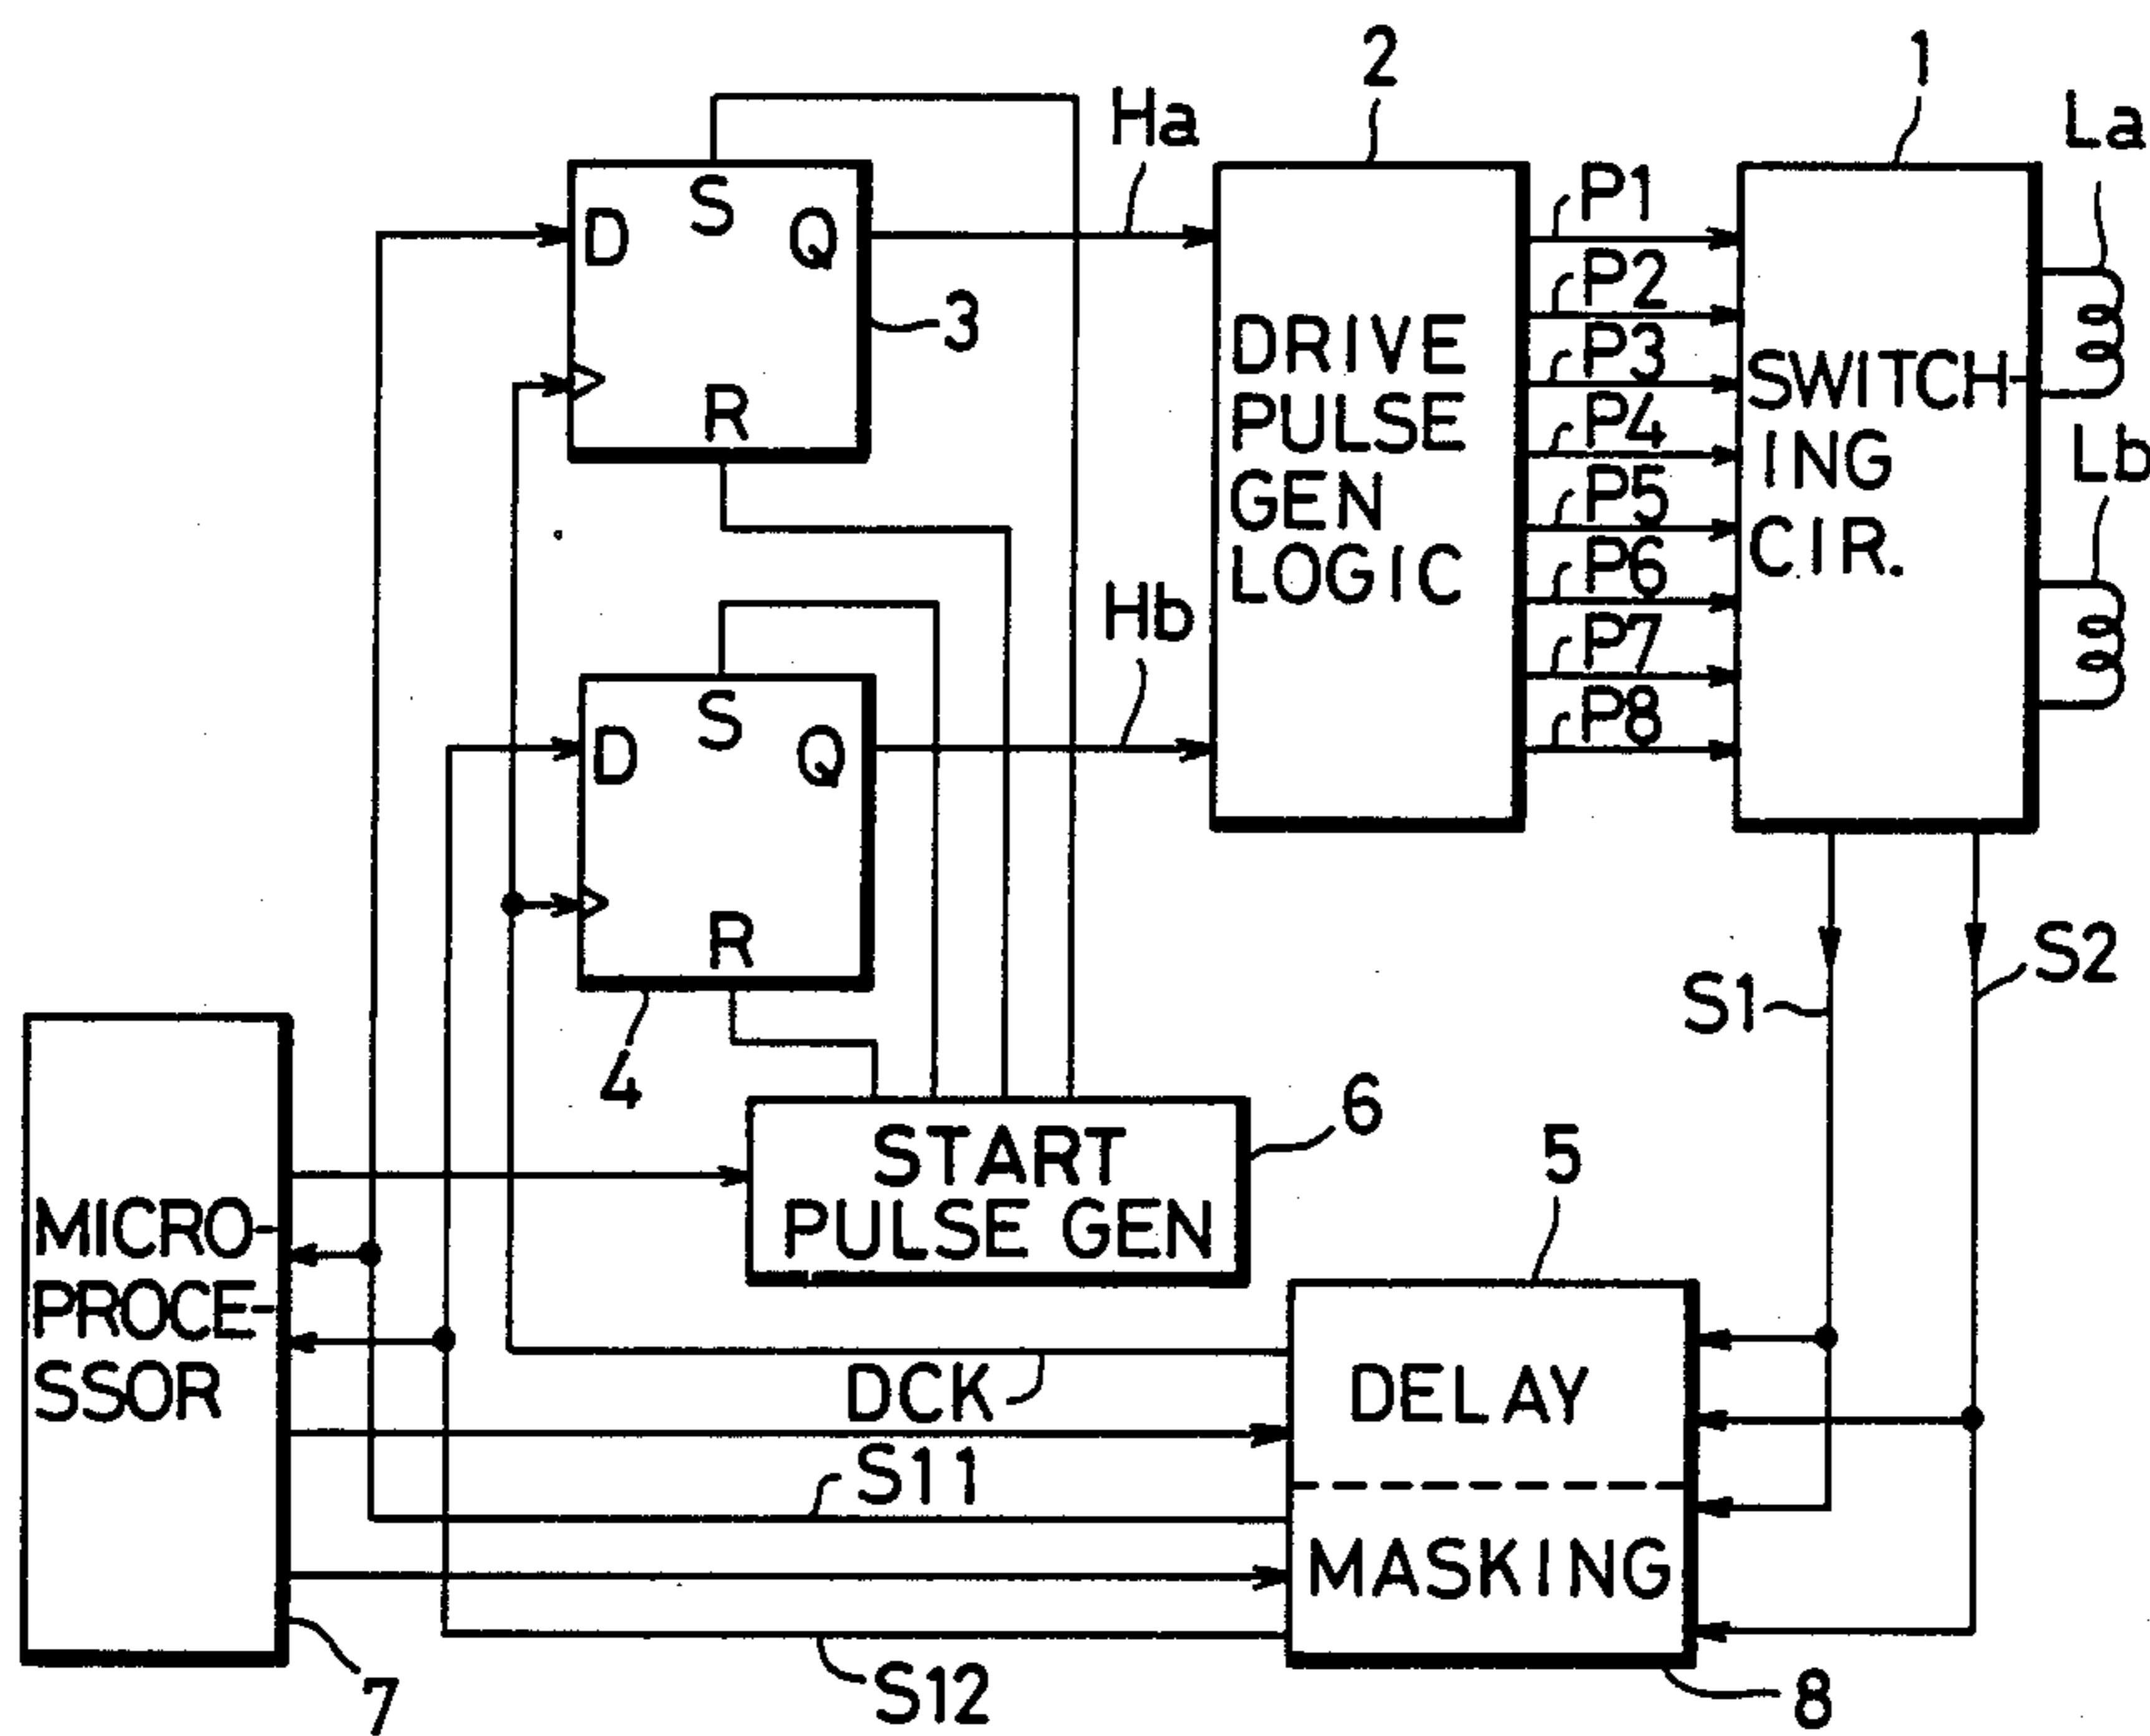 2
1
Ha
La
P1
S
D
Q
P2
3
P3
DRIVE
PULSE
GEN
LOGIC
SWITCH-
ING
CIR.
R
P4
Lb
P5
P6
Hb
P7
S
P8
D
Q
R
S2
S1
4
6
START
PULSE GEN
5
MICRO-
PROCE-
SSOR
DCK
DELAY
S11
MASKING
S12
7
8